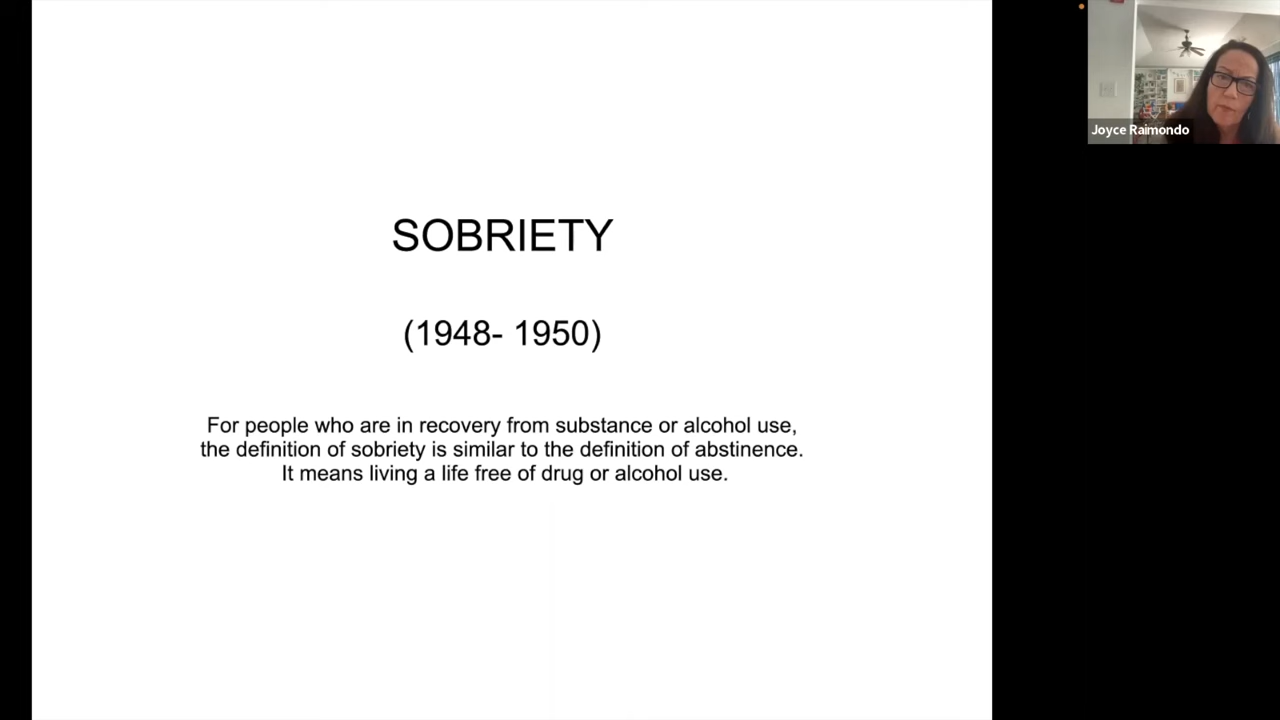 SOBRIETY
(1948- 1950)
For people who are in recovery from substance or alcohol use,
the definition of sobriety is similar to the definition of abstinence.
It means living a life free of drug or alcohol use.
Joyce Raimondo